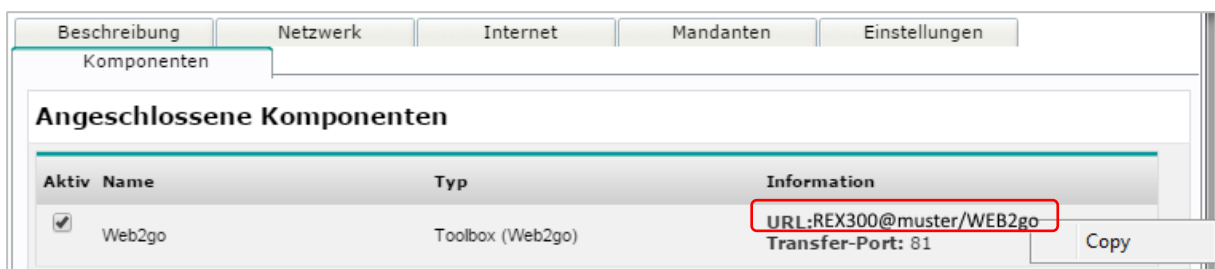 Beschreibung Netzwerk Internet Mandanten Einstellungen
Komponenten
Angeschlossene Komponenten
Aktiv Name Typ Information
URL:REX300@muster/WEB2go
Web2go Toolbox (Web2go)
Transfer-Port: 81
Copy